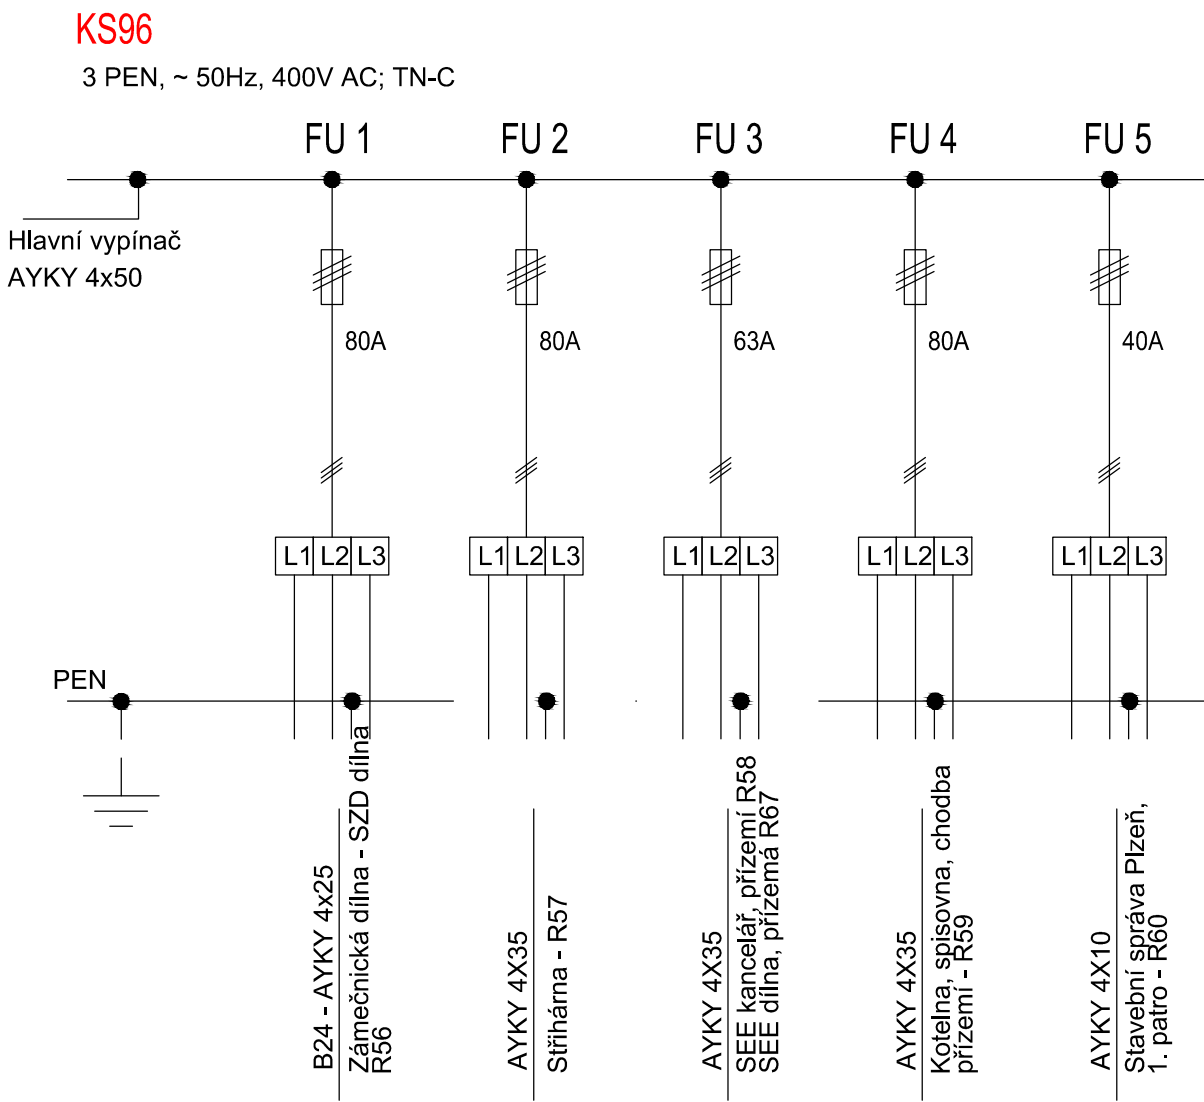 KS96
3 PEN, ~ 50Hz, 400V AC; TN-C
FU 1
FU 2
FU 3
FU 4
FU 5
Hlavní vypínač
AYKY 4x50
80A
80A
63A
80A
40A
L1 L2 L3
L1 L2 L3
L1 L2 L3
L1 L2 L3
L1 L2 L3
PEN
B24 - AYKY 4x25
Zámečnická dílna - SZD dílna
R56
AYKY 4X35
Střihárna - R57
AYKY 4X35
SEE kancelář, přízemí R58
SEE dílna, přízemá R67
AYKY 4X35
Kotelna, spisovna, chodba
přízemí - R59
AYKY 4X10
Stavební správa Plzeň,
1. patro - R60